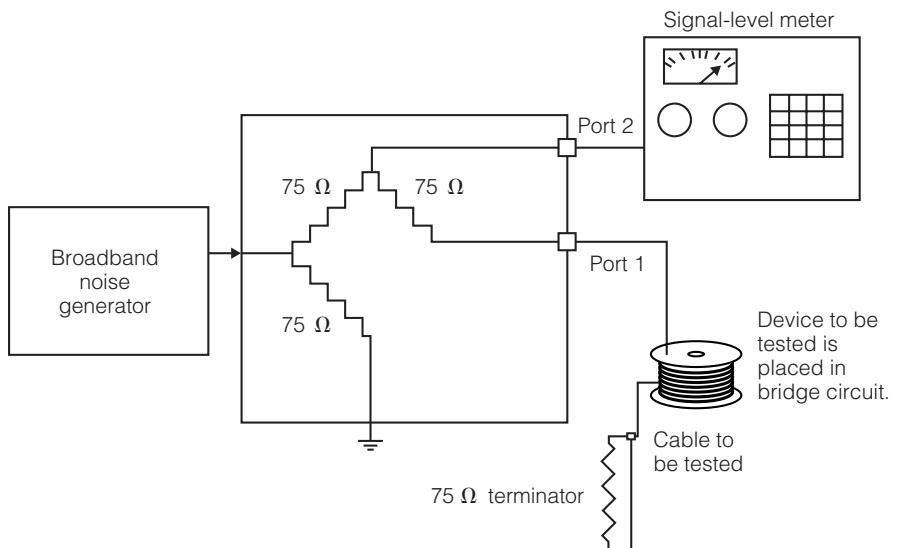 Signal-level meter
Port 2
75 Ω
75 Ω
Broadband
noise
generator
Port 1
75 Ω
Device to be
tested is
placed in
bridge circuit.
Cable to
be tested
75 Ω terminator